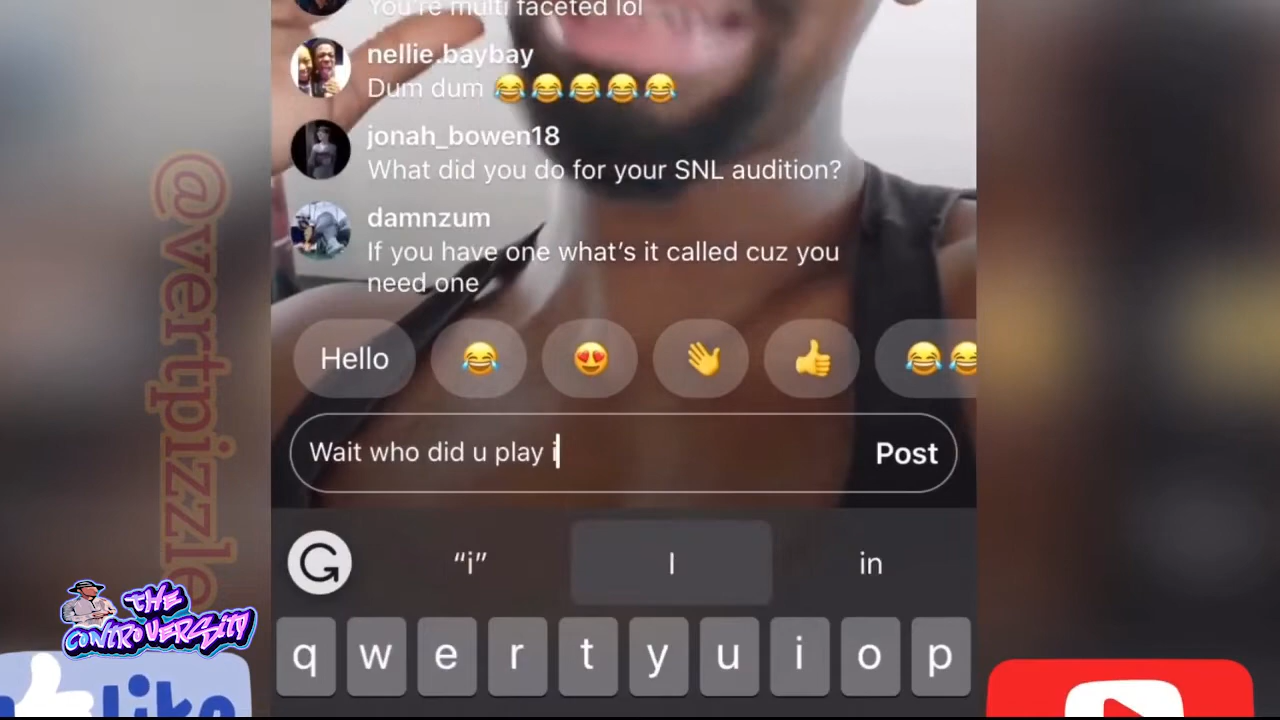 You're multi faceted lol
nellie.baybay
Dum dum 😂😂😂😂😂
jonah_bowen18
What did you do for your SNL audition?
damnzum
If you have one what's it called cuz you
need one
Hello 😂 😍 👋 👍 😂😂
Wait who did u play i
Post
“i” I in
q w e r t y u i o p
@vertpizzle
THE
CONTROVERSITY
Like